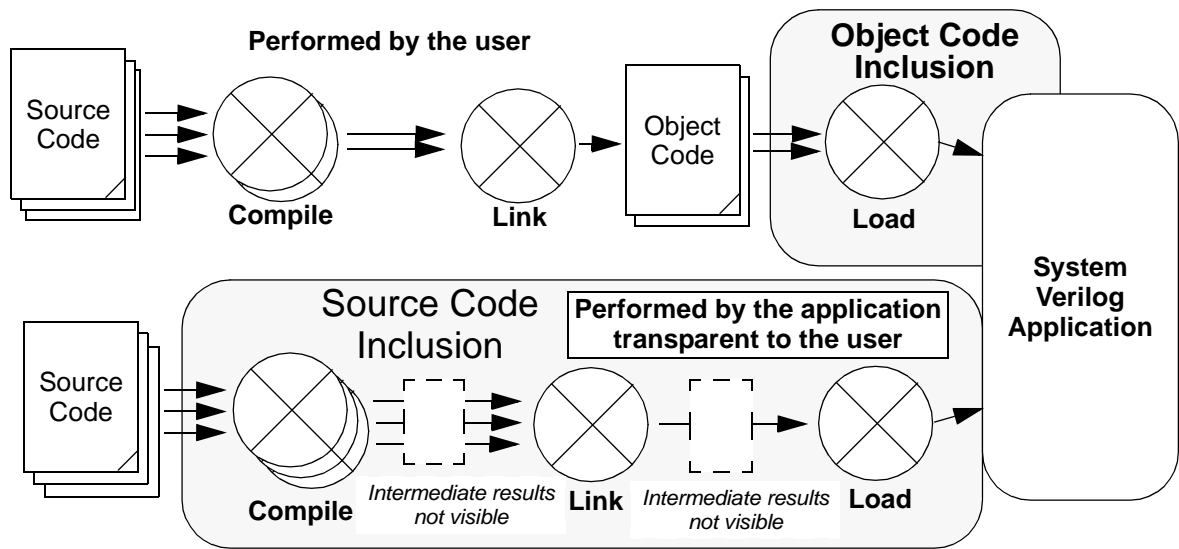 Performed by the user
Object Code
Inclusion
Source
Code
Object
Code
Compile
Link
Load
System
Verilog
Application
Source Code
Inclusion
Performed by the application
transparent to the user
Source
Code
Compile
Intermediate results
not visible
Link
Intermediate results
not visible
Load